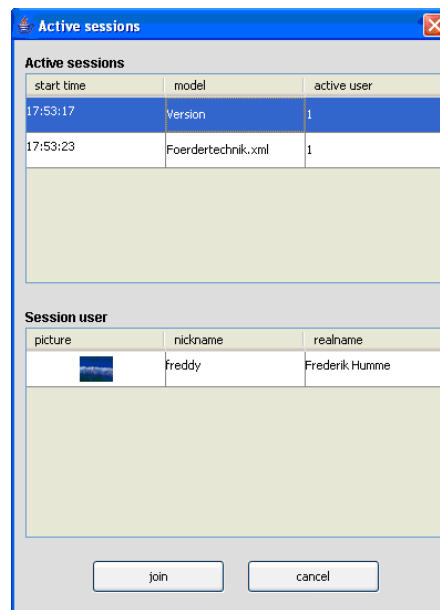 Active sessions
Active sessions
start time model active user
17:53:17 Version 1
17:53:23 Foerdertechnik.xml 1
Session user
picture nickname realname
freddy Frederik Humme
join cancel